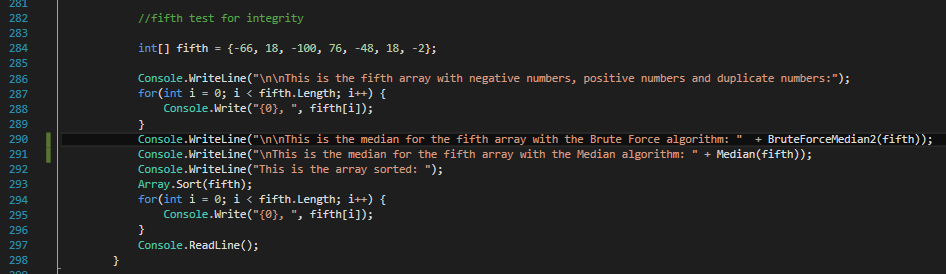 281
282 //fifth test for integrity
283
284 int[] fifth = {-66, 18, -100, 76, -48, 18, -2};
285
286 Console.WriteLine("\n\nThis is the fifth array with negative numbers, positive numbers and duplicate numbers:");
287 for(int i = 0; i < fifth.Length; i++) {
288 Console.Write("{0}, ", fifth[i]);
289 }
290 Console.WriteLine("\n\nThis is the median for the fifth array with the Brute Force algorithm: "  + BruteForceMedian2(fifth));
291 Console.WriteLine("\nThis is the median for the fifth array with the Median algorithm: " + Median(fifth));
292 Console.WriteLine("This is the array sorted: ");
293 Array.Sort(fifth);
294 for(int i = 0; i < fifth.Length; i++) {
295 Console.Write("{0}, ", fifth[i]);
296 }
297 Console.ReadLine();
298 }
299